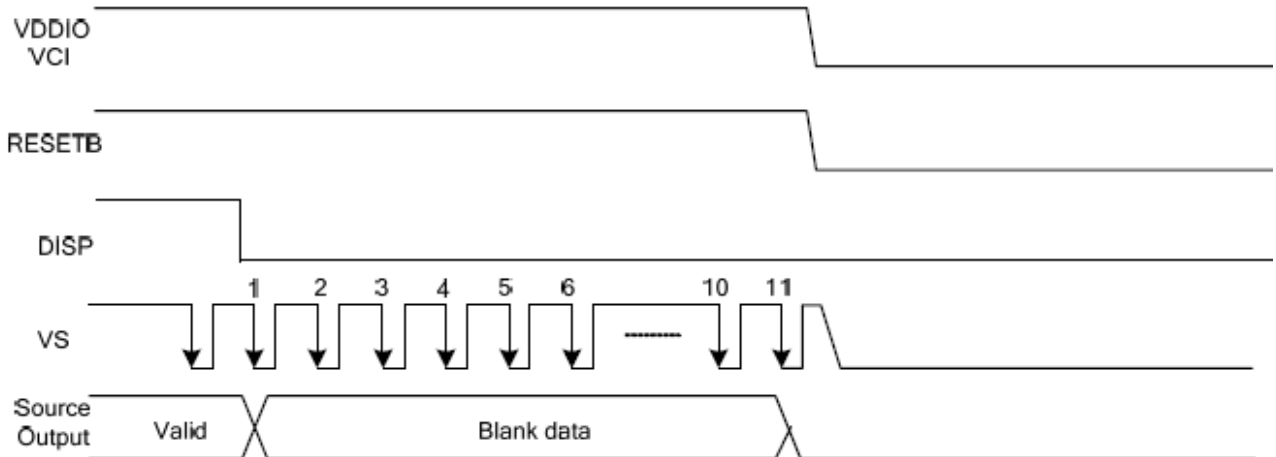 VDDIO
VCI
RESETB
DISP
1 2 3 4 5 6 10 11
VS
Source
Output
Valid
Blank data